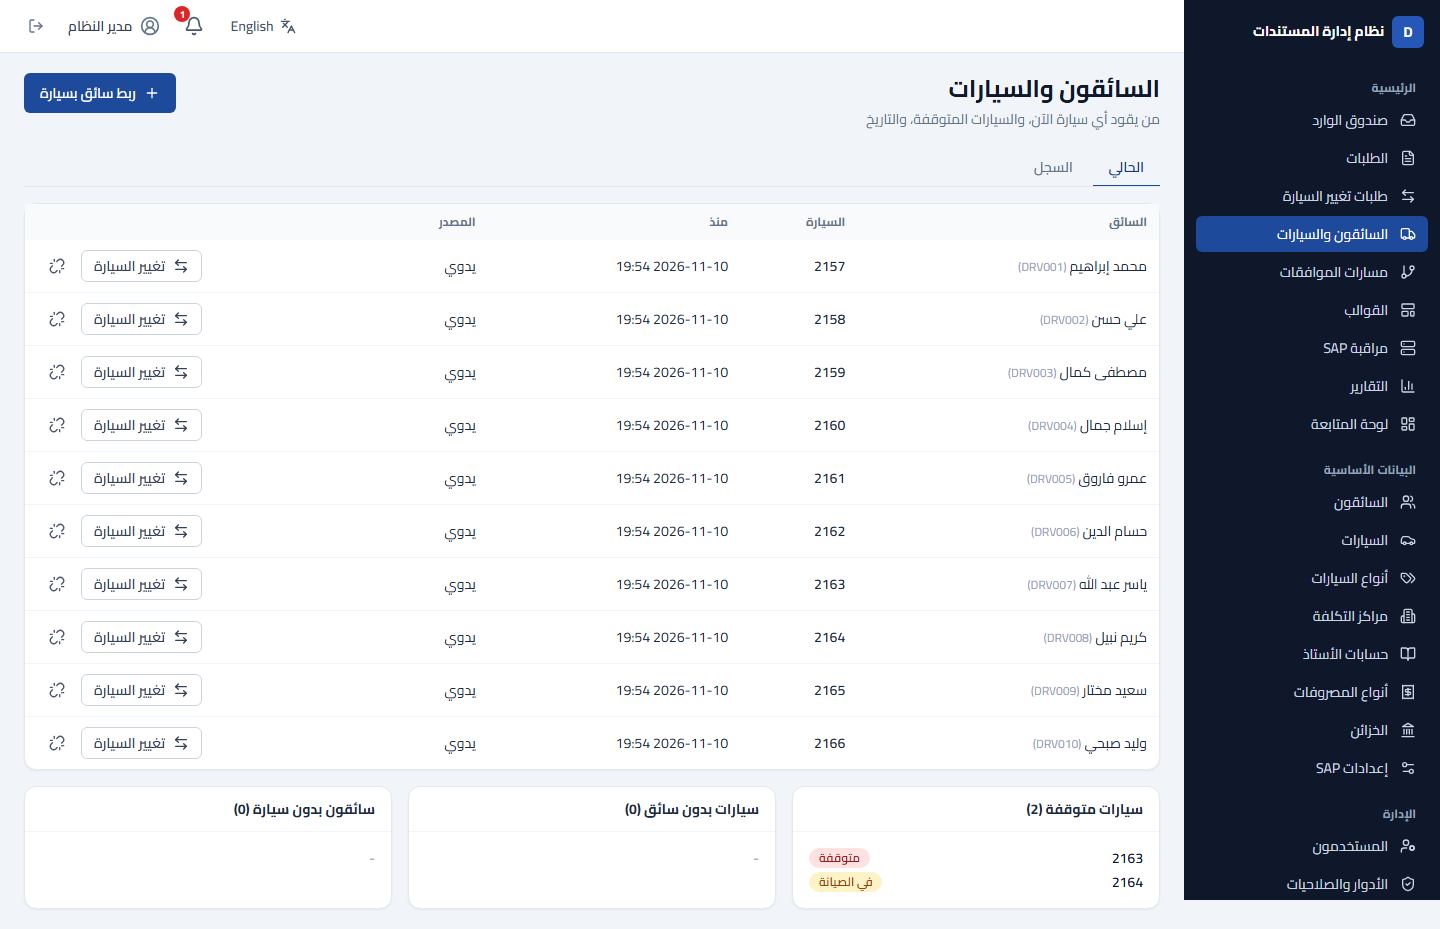 D نظام إدارة المستندات
الرئيسية
صندوق الوارد
الطلبات
طلبات تغيير السيارة
السائقون والسيارات
مسارات الموافقات
القوالب
مراقبة SAP
التقارير
لوحة المتابعة
البيانات الأساسية
السائقون
السيارات
أنواع السيارات
مراكز التكلفة
حسابات الأستاذ
أنواع المصروفات
الخزائن
إعدادات SAP
الإدارة
المستخدمون
الأدوار والصلاحيات
English 1 مدير النظام
السائقون والسيارات
من يقود أي سيارة الآن، والسيارات المتوقفة، والتاريخ
ربط سائق بسيارة
الحالي السجل
السائق السيارة منذ المصدر
محمد إبراهيم (DRV001) 2157 2026-11-10 19:54 يدوي تغيير السيارة
علي حسن (DRV002) 2158 2026-11-10 19:54 يدوي تغيير السيارة
مصطفى كمال (DRV003) 2159 2026-11-10 19:54 يدوي تغيير السيارة
إسلام جمال (DRV004) 2160 2026-11-10 19:54 يدوي تغيير السيارة
عمرو فاروق (DRV005) 2161 2026-11-10 19:54 يدوي تغيير السيارة
حسام الدين (DRV006) 2162 2026-11-10 19:54 يدوي تغيير السيارة
ياسر عبد الله (DRV007) 2163 2026-11-10 19:54 يدوي تغيير السيارة
كريم نبيل (DRV008) 2164 2026-11-10 19:54 يدوي تغيير السيارة
سعيد مختار (DRV009) 2165 2026-11-10 19:54 يدوي تغيير السيارة
وليد صبحي (DRV010) 2166 2026-11-10 19:54 يدوي تغيير السيارة
سيارات متوقفة (2)
2163 متوقفة
2164 في الصيانة
سيارات بدون سائق (0)
-
سائقون بدون سيارة (0)
-